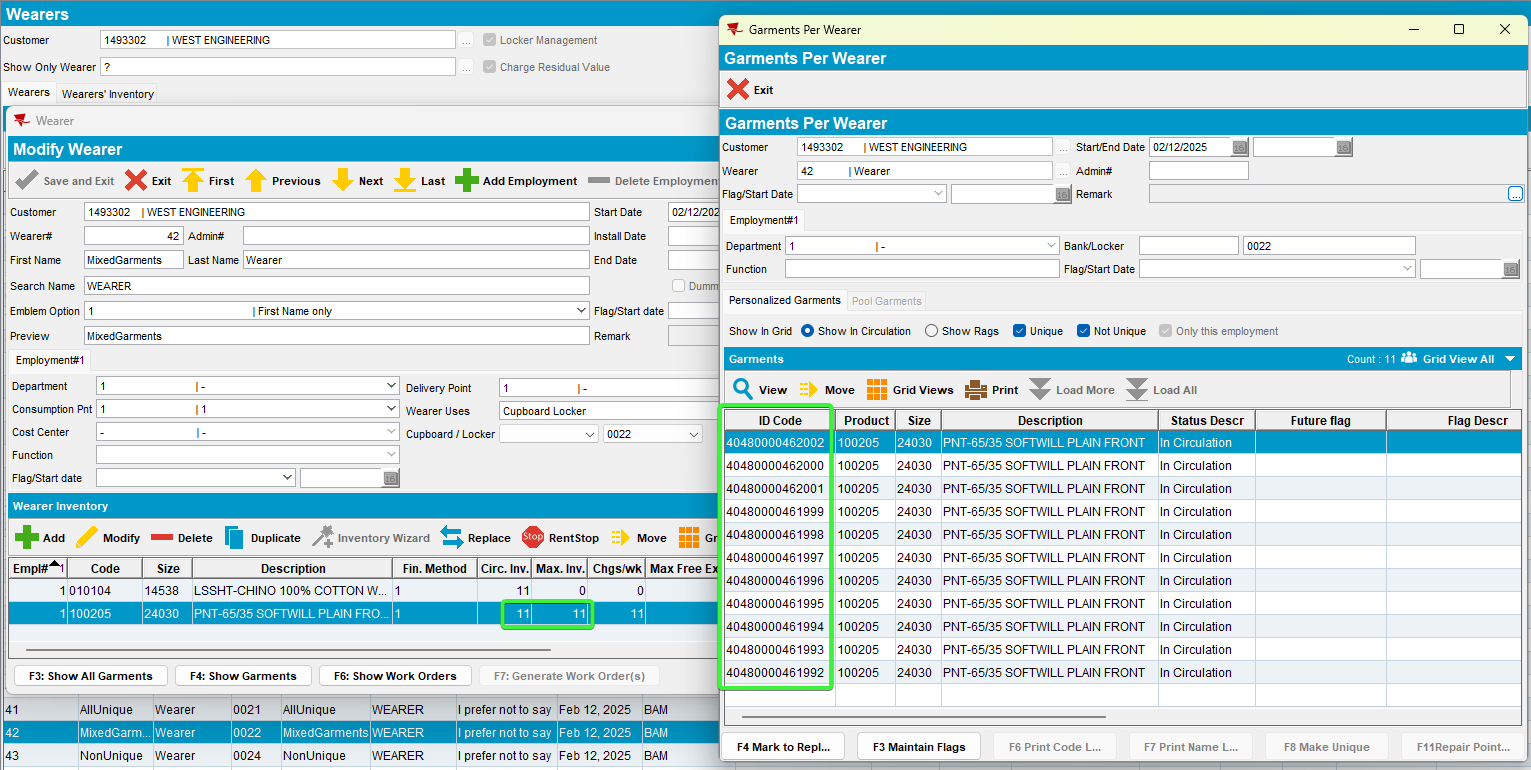 Wearers
Customer 1493302 | WEST ENGINEERING ... Locker Management
Show Only Wearer ? ... Charge Residual Value
Wearers Wearers' Inventory
Wearer
Modify Wearer
Save and Exit Exit First Previous Next Last Add Employment Delete Employmen
Customer 1493302 | WEST ENGINEERING Start Date 02/12/202
Wearer# 42 Admin# Install Date
First Name MixedGarments Last Name Wearer End Date
Search Name WEARER Dumm
Emblem Option 1 | First Name only Flag/Start date
Preview MixedGarments Remark
Employment#1
Department 1 | - Delivery Point 1 | -
Consumption Pnt 1 | 1 Wearer Uses Cupboard Locker
Cost Center - | - Cupboard / Locker 0022
Function
Flag/Start date 16
Wearer Inventory
Add Modify Delete Duplicate Inventory Wizard Replace Stop RentStop Move Gr
Empl# 1 Code Size Description Fin. Method Circ. Inv. Max. Inv. Chgs/wk Max Free Ex
1 010104 14538 LSSHT-CHINO 100% COTTON W... 1 11 0 0
1 100205 24030 PNT-65/35 SOFTWILL PLAIN FRO... 1 11 11 11
F3: Show All Garments F4: Show Garments F6: Show Work Orders F7: Generate Work Order(s)
41 AllUnique Wearer 0021 AllUnique WEARER I prefer not to say Feb 12, 2025 BAM
42 MixedGarm... Wearer 0022 MixedGarments WEARER I prefer not to say Feb 12, 2025 BAM
43 NonUnique Wearer 0024 NonUnique WEARER I prefer not to say Feb 12, 2025 BAM
Garments Per Wearer
Garments Per Wearer
Exit
Garments Per Wearer
Customer 1493302 | WEST ENGINEERING ... Start/End Date 02/12/2025 16 16
Wearer 42 | Wearer ... Admin#
Flag/Start Date 16 Remark ...
Employment#1
Department 1 | - Bank/Locker 0022
Function Flag/Start Date 16
Personalized Garments Pool Garments
Show In Grid Show In Circulation Show Rags Unique Not Unique Only this employment
Garments Count : 11 Grid View All
View Move Grid Views Print Load More Load All
ID Code Product Size Description Status Descr Future flag Flag Descr
40480000462002 100205 24030 PNT-65/35 SOFTWILL PLAIN FRONT In Circulation
40480000462000 100205 24030 PNT-65/35 SOFTWILL PLAIN FRONT In Circulation
40480000462001 100205 24030 PNT-65/35 SOFTWILL PLAIN FRONT In Circulation
40480000461999 100205 24030 PNT-65/35 SOFTWILL PLAIN FRONT In Circulation
40480000461998 100205 24030 PNT-65/35 SOFTWILL PLAIN FRONT In Circulation
40480000461997 100205 24030 PNT-65/35 SOFTWILL PLAIN FRONT In Circulation
40480000461996 100205 24030 PNT-65/35 SOFTWILL PLAIN FRONT In Circulation
40480000461995 100205 24030 PNT-65/35 SOFTWILL PLAIN FRONT In Circulation
40480000461994 100205 24030 PNT-65/35 SOFTWILL PLAIN FRONT In Circulation
40480000461993 100205 24030 PNT-65/35 SOFTWILL PLAIN FRONT In Circulation
40480000461992 100205 24030 PNT-65/35 SOFTWILL PLAIN FRONT In Circulation
F4 Mark to Repl... F3 Maintain Flags F6 Print Code L... F7 Print Name L... F8 Make Unique F11Repair Point...